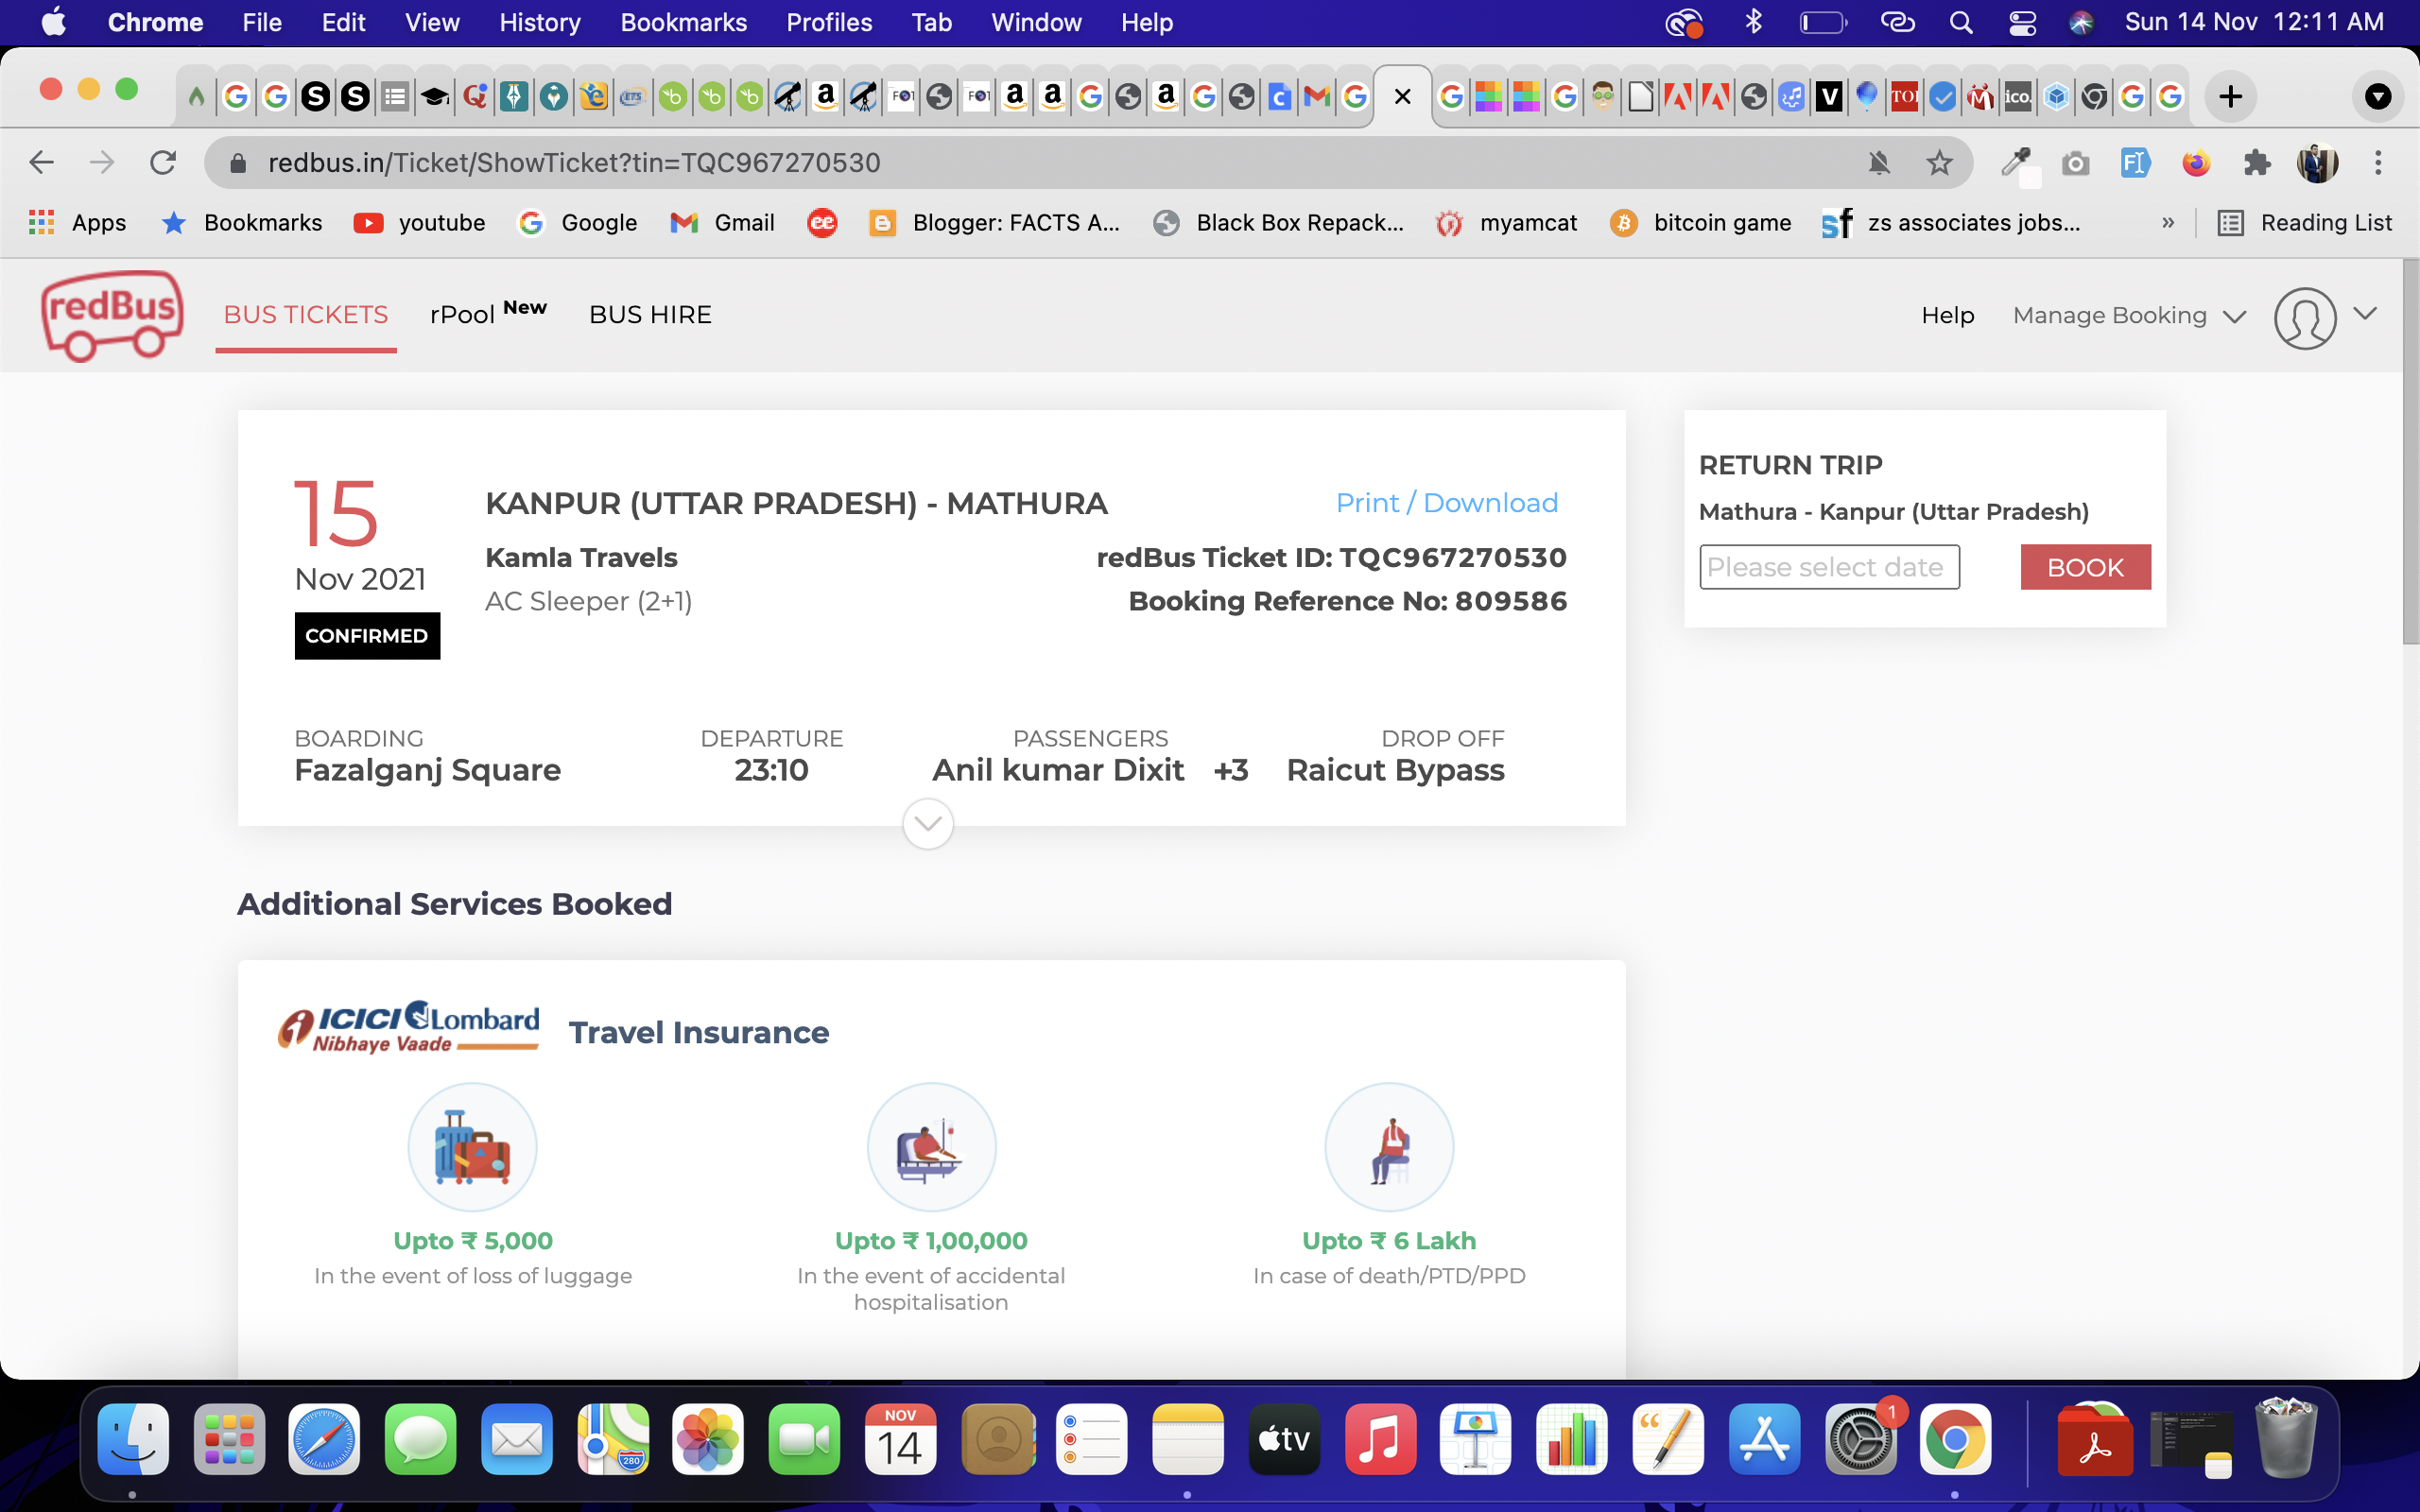 Chrome File Edit View History Bookmarks Profiles Tab Window Help Sun 14 Nov 12:11 AM
redbus.in/Ticket/ShowTicket?tin=TQC967270530
Apps Bookmarks youtube Google Gmail ee Blogger: FACTS A... Black Box Repack... myamcat bitcoin game sf zs associates jobs... » Reading List
redBus BUS TICKETS rPool New BUS HIRE Help Manage Booking
15
Nov 2021
CONFIRMED
KANPUR (UTTAR PRADESH) - MATHURA Print / Download
Kamla Travels redBus Ticket ID: TQC967270530
AC Sleeper (2+1) Booking Reference No: 809586
BOARDING DEPARTURE PASSENGERS DROP OFF
Fazalganj Square 23:10 Anil kumar Dixit +3 Raicut Bypass
RETURN TRIP
Mathura - Kanpur (Uttar Pradesh)
Please select date BOOK
Additional Services Booked
ICICI Lombard
Nibhaye Vaade
Travel Insurance
Upto ₹ 5,000 Upto ₹ 1,00,000 Upto ₹ 6 Lakh
In the event of loss of luggage In the event of accidental In case of death/PTD/PPD
hospitalisation
NOV
14
280
tv
1